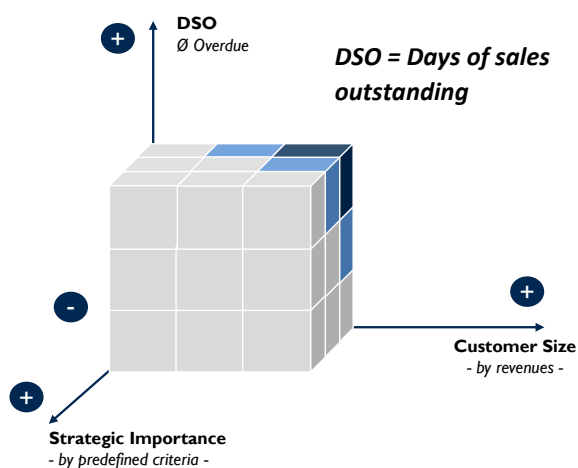 DSO
Ø Overdue
+
DSO = Days of sales
outstanding
-
+
Customer Size
- by revenues -
+
Strategic Importance
- by predefined criteria -